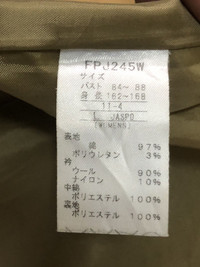 FPJ245W
サイズ
バスト 84~ 88
身 長 162~168
11-4
L JASPO
(WOMENS)
表地
綿 97%
ポリウレタン 3%
衿
ウール 90%
ナイロン 10%
中綿
ポリエステル 100%
裏地
ポリエステル 100%